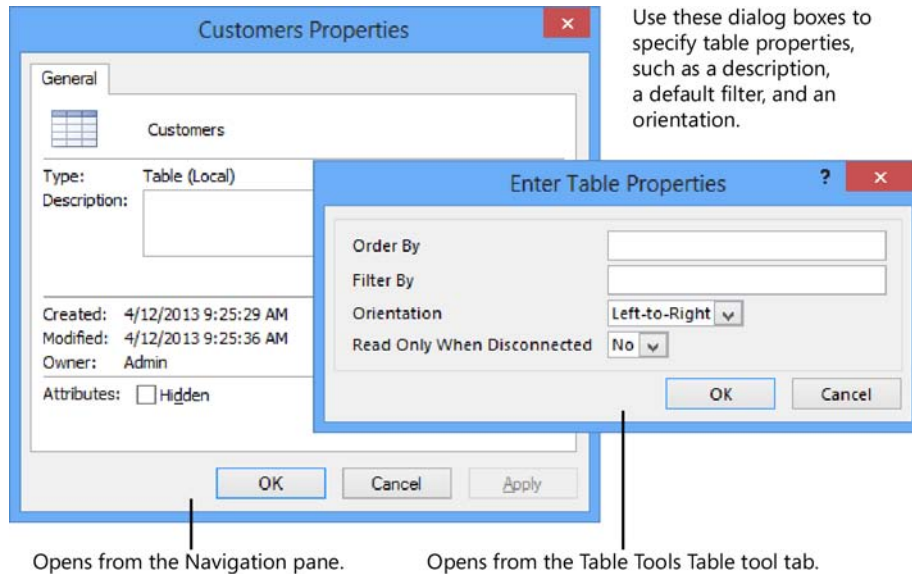 Customers Properties
Use these dialog boxes to
specify table properties,
such as a description,
a default filter, and an
orientation.
General
Customers
Type: Table (Local)
Description:
Created: 4/12/2013 9:25:29 AM
Modified: 4/12/2013 9:25:36 AM
Owner: Admin
Attributes: Hidden
OK Cancel Apply
Enter Table Properties ?
Order By
Filter By
Orientation Left-to-Right
Read Only When Disconnected No
OK Cancel
Opens from the Navigation pane.
Opens from the Table Tools Table tool tab.